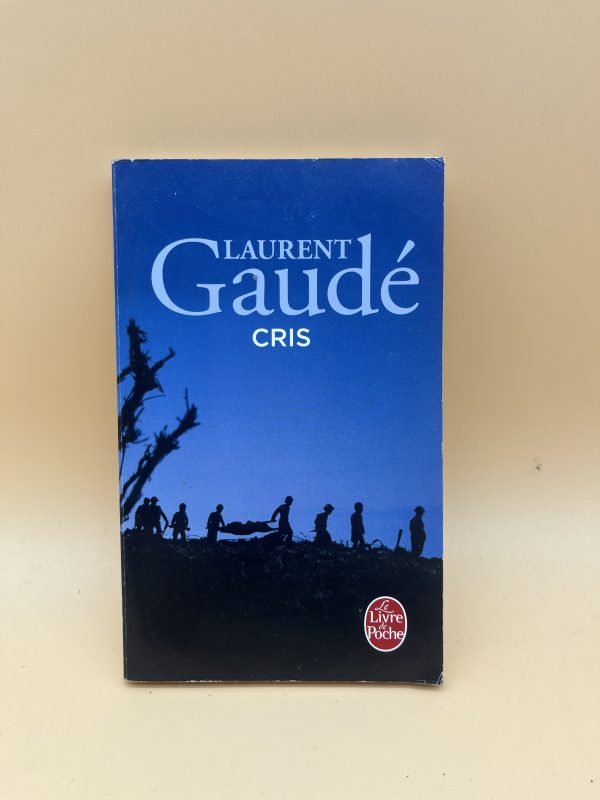 LAURENT
Gaudé
CRIS
Le
Livre
de
Poche